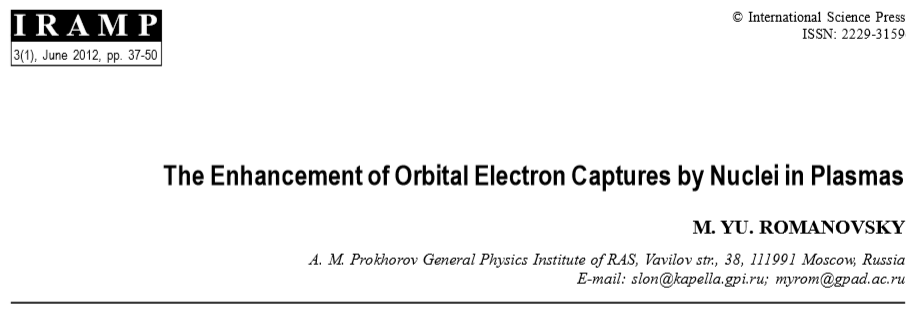 IRAMP
3(1), June 2012, pp. 37-50
© International Science Press
ISSN: 2229-3159
The Enhancement of Orbital Electron Captures by Nuclei in Plasmas
M. YU. ROMANOVSKY
A. M. Prokhorov General Physics Institute of RAS, Vavilov str., 38, 111991 Moscow, Russia
E-mail: slon@kapella.gpi.ru; myrom@gpad.ac.ru